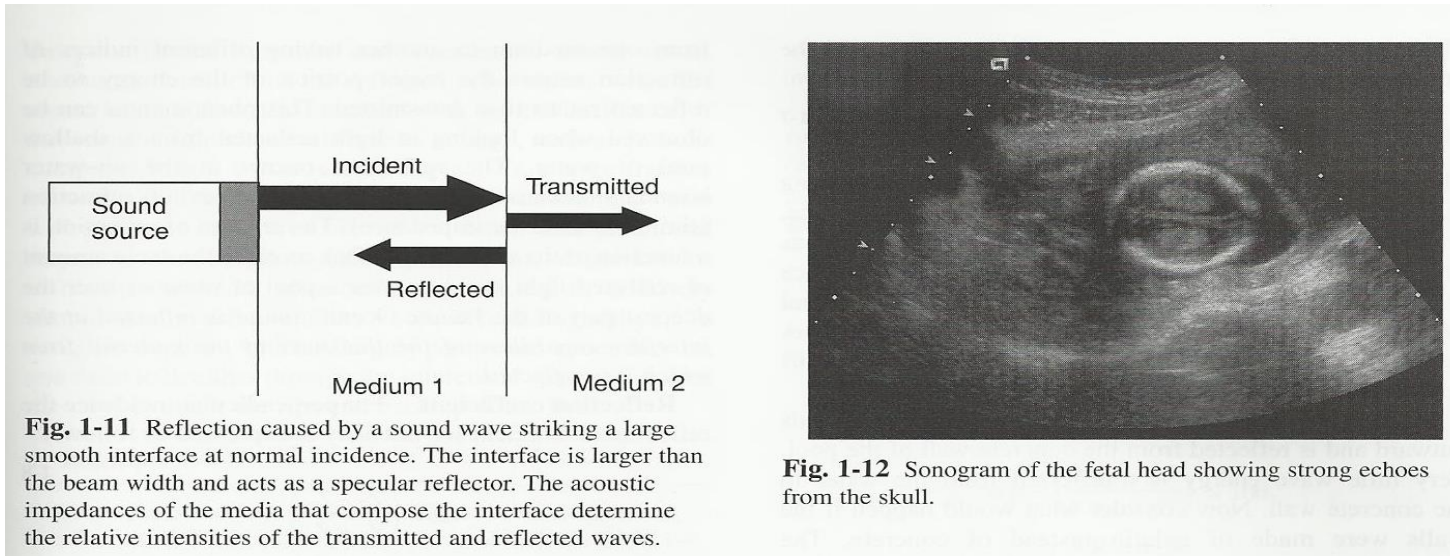 Incident
Transmitted
Sound
source
Reflected
Medium 1
Medium 2
Fig. 1-11 Reflection caused by a sound wave striking a large
smooth interface at normal incidence. The interface is larger than
the beam width and acts as a specular reflector. The acoustic
impedances of the media that compose the interface determine
the relative intensities of the transmitted and reflected waves.
Fig. 1-12 Sonogram of the fetal head showing strong echoes
from the skull.